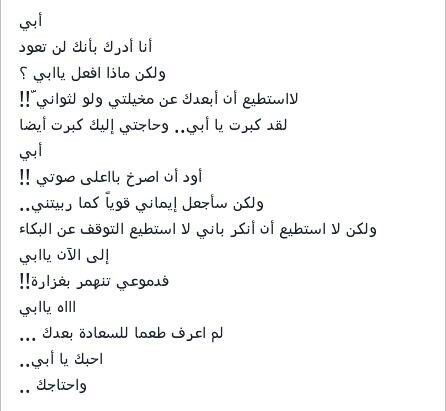 أبي
أنا أدرك بأنك لن تعود
ولكن ماذا افعل ياابي ؟
لااستطيع أن أبعدك عن مخيلتي ولو لثواني ّ!!
لقد كبرت يا أبي.. وحاجتي إليك كبرت أيضا
أبي
أود أن اصرخ بااعلى صوتي !!
ولكن سأجعل إيماني قوياً كما ربيتني..
ولكن لا استطيع أن أنكر باني لا استطيع التوقف عن البكاء
إلى الآن ياابي
فدموعي تنهمر بغزارة!!
اااه ياابي
لم اعرف طعما للسعادة بعدك ...
احبك يا أبي..
واحتاجك ..